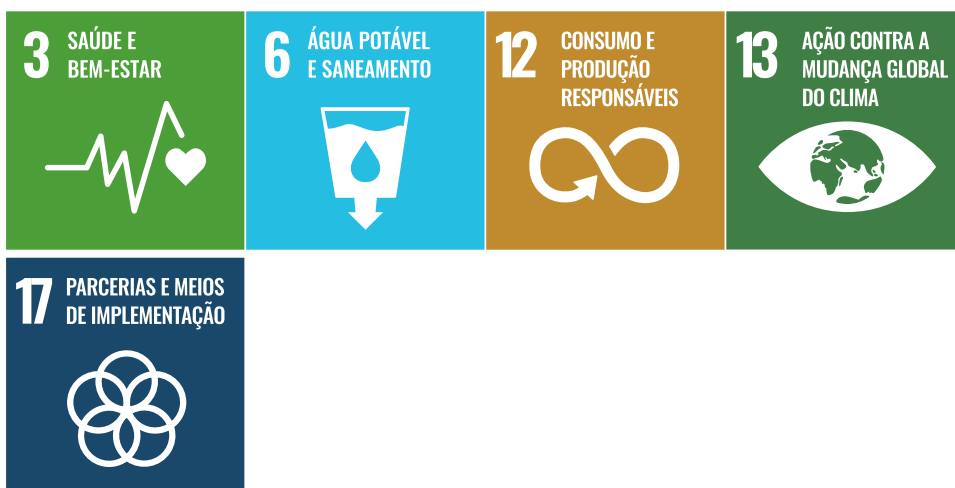 3 SAÚDE E
BEM-ESTAR
6 ÁGUA POTÁVEL
E SANEAMENTO
12 CONSUMO E
PRODUÇÃO
RESPONSÁVEIS
13 AÇÃO CONTRA A
MUDANÇA GLOBAL
DO CLIMA
17 PARCERIAS E MEIOS
DE IMPLEMENTAÇÃO